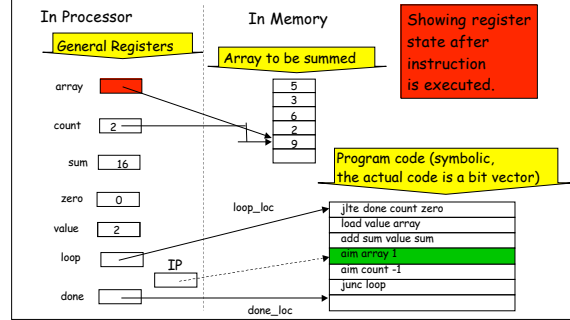 In Processor
In Memory
Showing register
state after
instruction
is executed.
General Registers
Array to be summed
array
5
3
6
2
9
count
2
sum
16
Program code (symbolic,
the actual code is a bit vector)
zero
0
value
2
loop_loc
jlte done count zero
load value array
add sum value sum
aim array 1
aim count -1
junc loop
loop
IP
done
done_loc